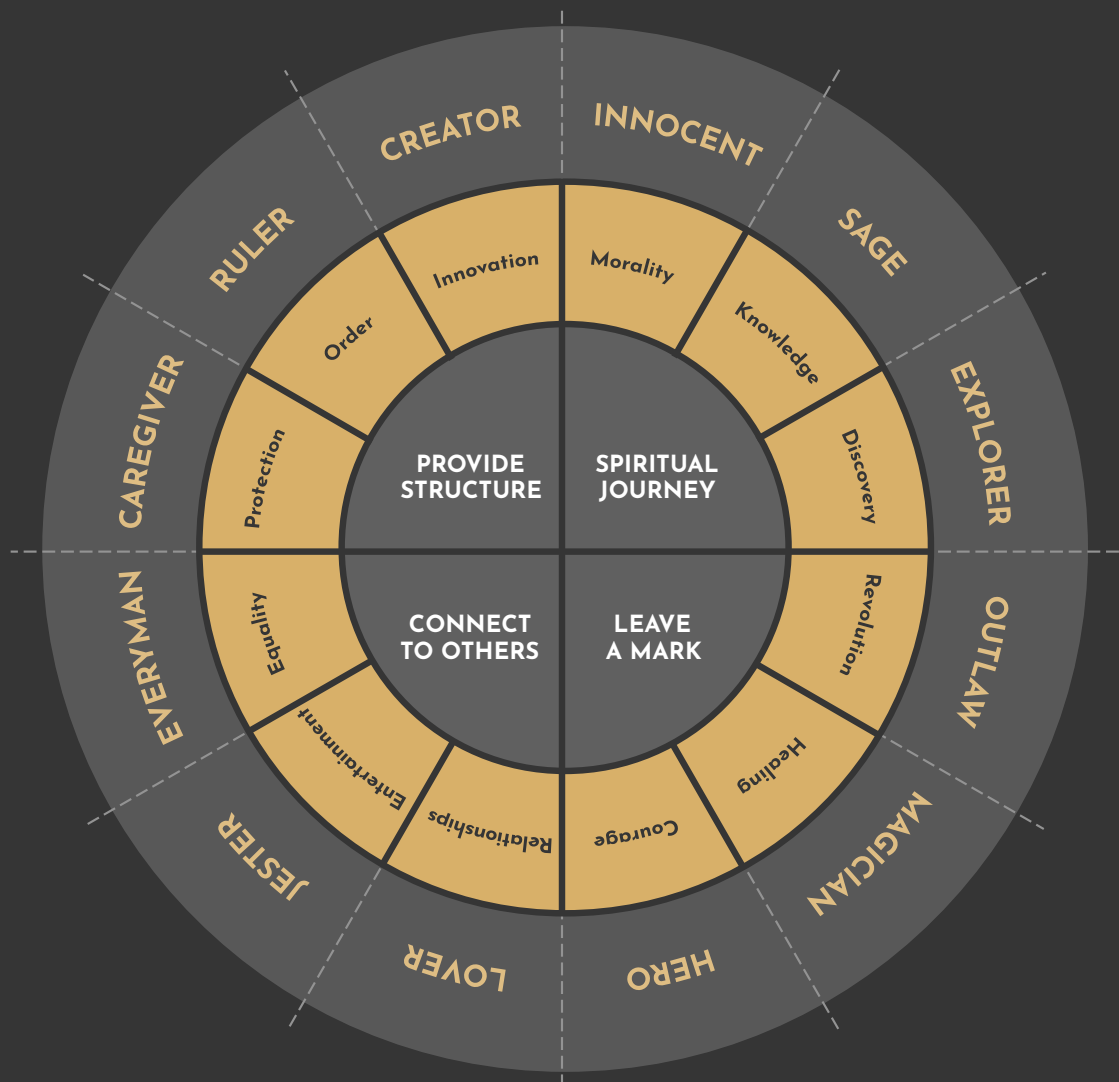 CREATOR
INNOCENT
SAGE
EXPLORER
OUTLAW
MAGICIAN
HERO
LOVER
JESTER
EVERYMAN
CAREGIVER
RULER
Innovation
Morality
Knowledge
Discovery
Revolution
Healing
Courage
Relationships
Entertainment
Equality
Protection
Order
PROVIDE
STRUCTURE
SPIRITUAL
JOURNEY
CONNECT
TO OTHERS
LEAVE
A MARK